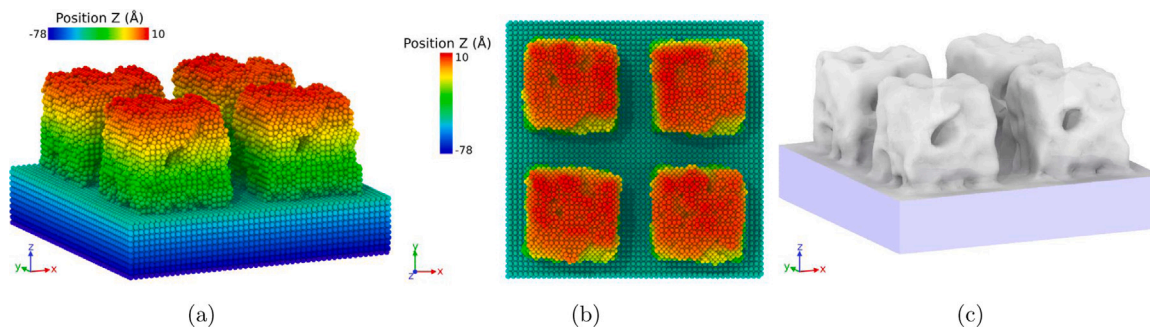 Position Z (Å)
-78 10
z
y x
(a)
Position Z (Å)
10
-78
y
z x
(b)
z
y x
(c)